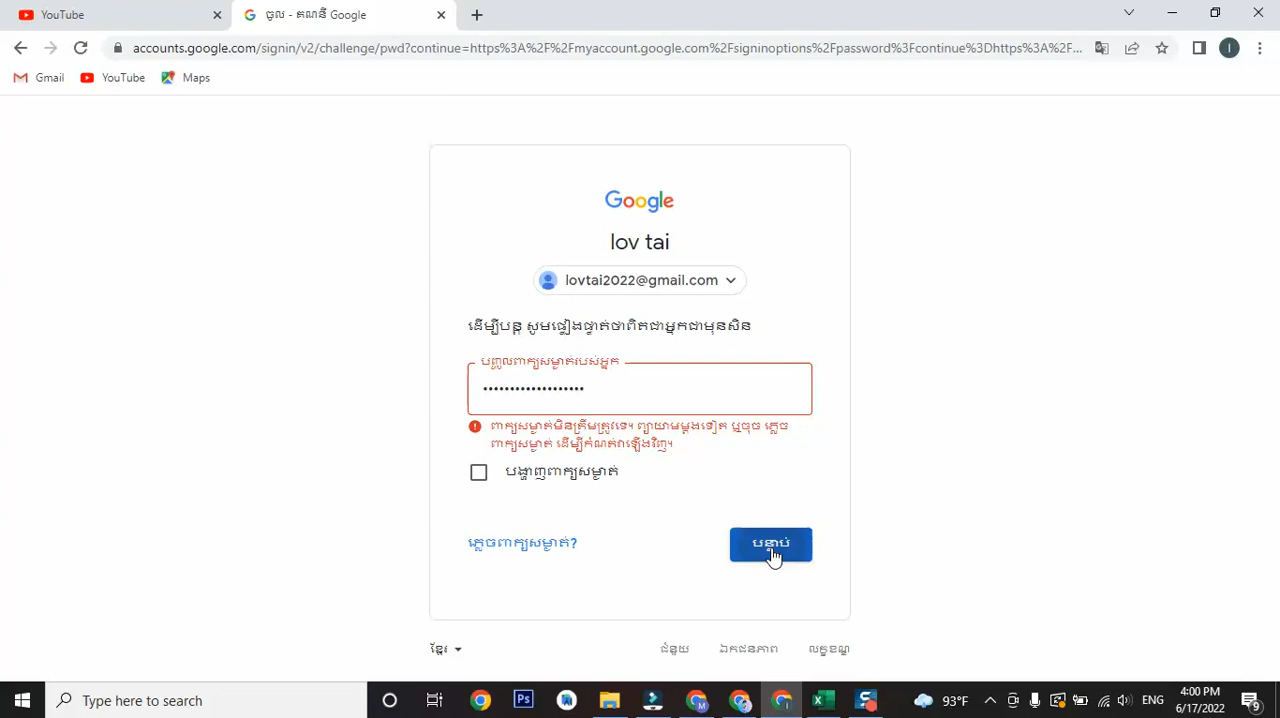 YouTube
ចូល - គណនី Google
accounts.google.com/signin/v2/challenge/pwd?continue=https%3A%2F%2Fmyaccount.google.com%2Fsigninoptions%2Fpassword%3Fcontinue%3Dhttps%3A%2F...
I
Gmail
YouTube
Maps
Google
lov tai
lovtai2022@gmail.com
ដើម្បីបន្ត សូមផ្ទៀងផ្ទាត់ថាពិតជាអ្នកជាមុនសិន
បញ្ចូលពាក្យសម្ងាត់របស់អ្នក
ពាក្យសម្ងាត់មិនត្រឹមត្រូវទេ។ ព្យាយាមម្ដងទៀត ឬចុច ភ្លេច
ពាក្យសម្ងាត់ ដើម្បីកំណត់វាឡើងវិញ។
បង្ហាញពាក្យសម្ងាត់
ភ្លេចពាក្យសម្ងាត់?
បន្ទាប់
ខ្មែរ
ជំនួយ
ឯកជនភាព
លក្ខខណ្ឌ
Type here to search
Ps
93°F
ENG
4:00 PM
6/17/2022
9